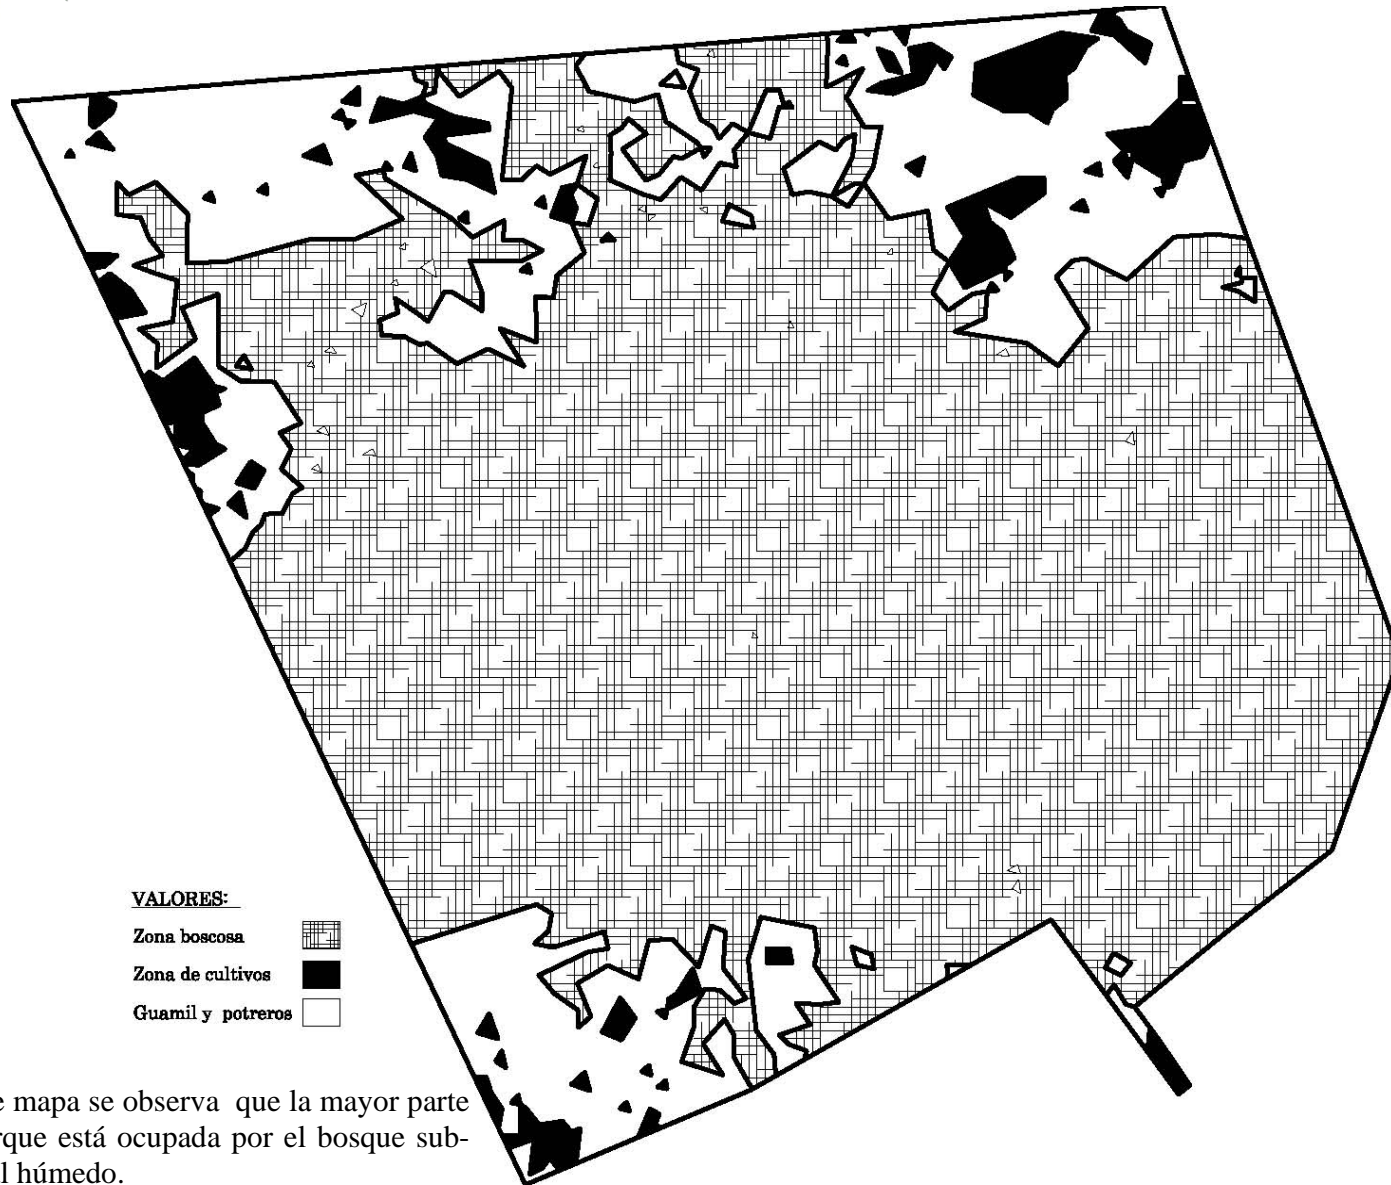 VALORES:
Zona boscosa
Zona de cultivos
Guamil y potreros
mapa se observa que la mayor parte
está ocupada por el bosque sub-
húmedo.